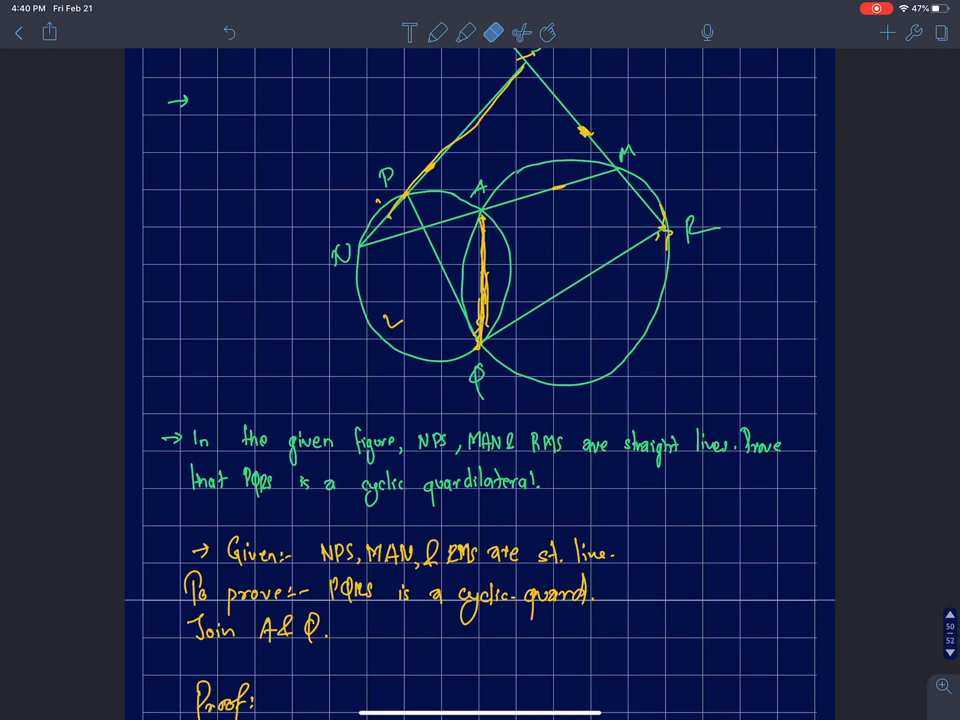 4:40 PM Fri Feb 21
47%
T
→
P
A
M
N
R
Q
→ In the given figure, NPS, MAN & RMS are straight lines. Prove
that PQRS is a cyclic quardilateral.
→ Given:- NPS, MAN, & RMS are st. line.
To prove:- PQRS is a cyclic quard.
Join A & Q.
Proof:
50
52